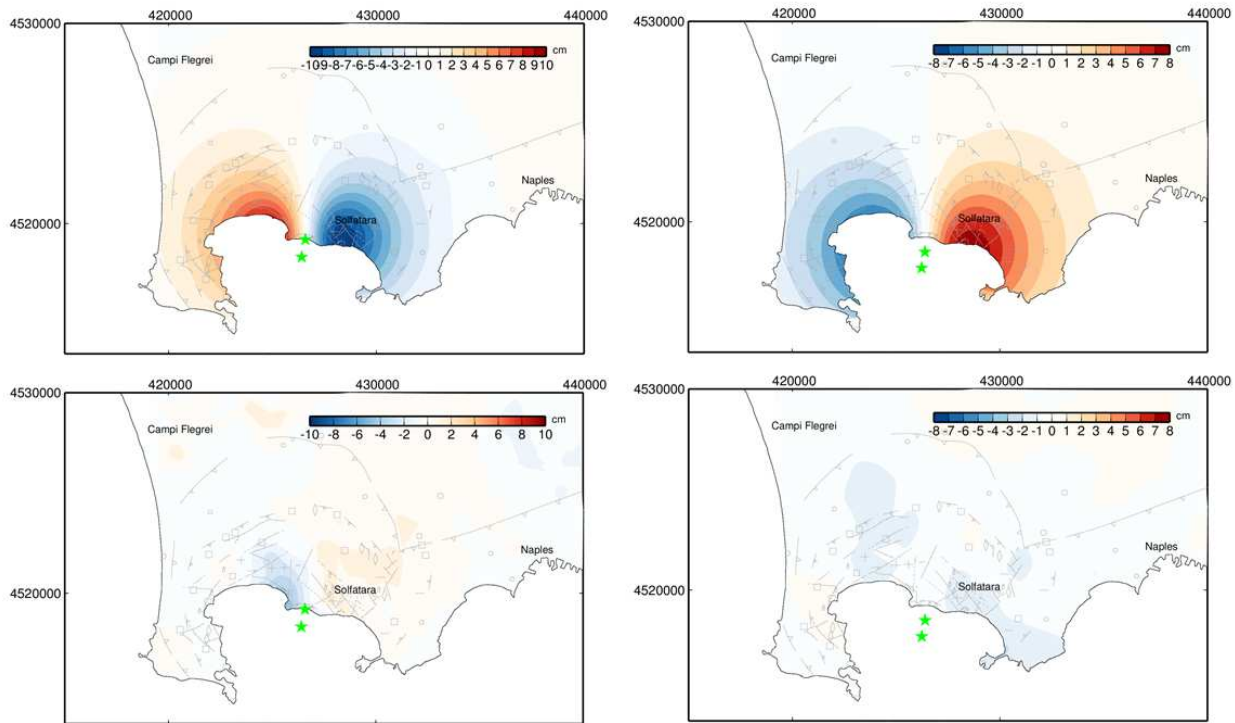 420000 430000 440000
4530000
Campi Flegrei
cm
-109 -8 -7 -6 -5 -4 -3 -2 -1 0 1 2 3 4 5 6 7 8 9 10
Naples
Solfatara
4520000
420000 430000 440000
4530000
Campi Flegrei
cm
-8 -7 -6 -5 -4 -3 -2 -1 0 1 2 3 4 5 6 7 8
Naples
Solfatara
4520000
420000 430000 440000
4530000
Campi Flegrei
cm
-10 -8 -6 -4 -2 0 2 4 6 8 10
Naples
Solfatara
4520000
420000 430000 440000
4530000
Campi Flegrei
cm
-8 -7 -6 -5 -4 -3 -2 -1 0 1 2 3 4 5 6 7 8
Naples
Solfatara
4520000